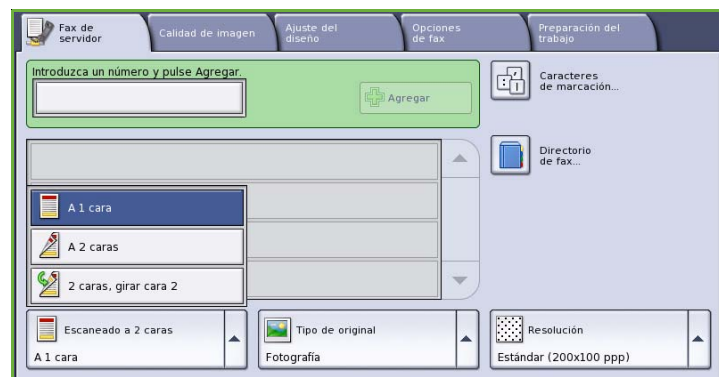 Fax de
servidor
Calidad de imagen
Ajuste del
diseño
Opciones
de fax
Preparación del
trabajo
Introduzca un número y pulse Agregar.
Agregar
Caracteres
de marcación...
Directorio
de fax...
A 1 cara
A 2 caras
2 caras, girar cara 2
Escaneado a 2 caras
A 1 cara
Tipo de original
Fotografía
Resolución
Estándar (200x100 ppp)